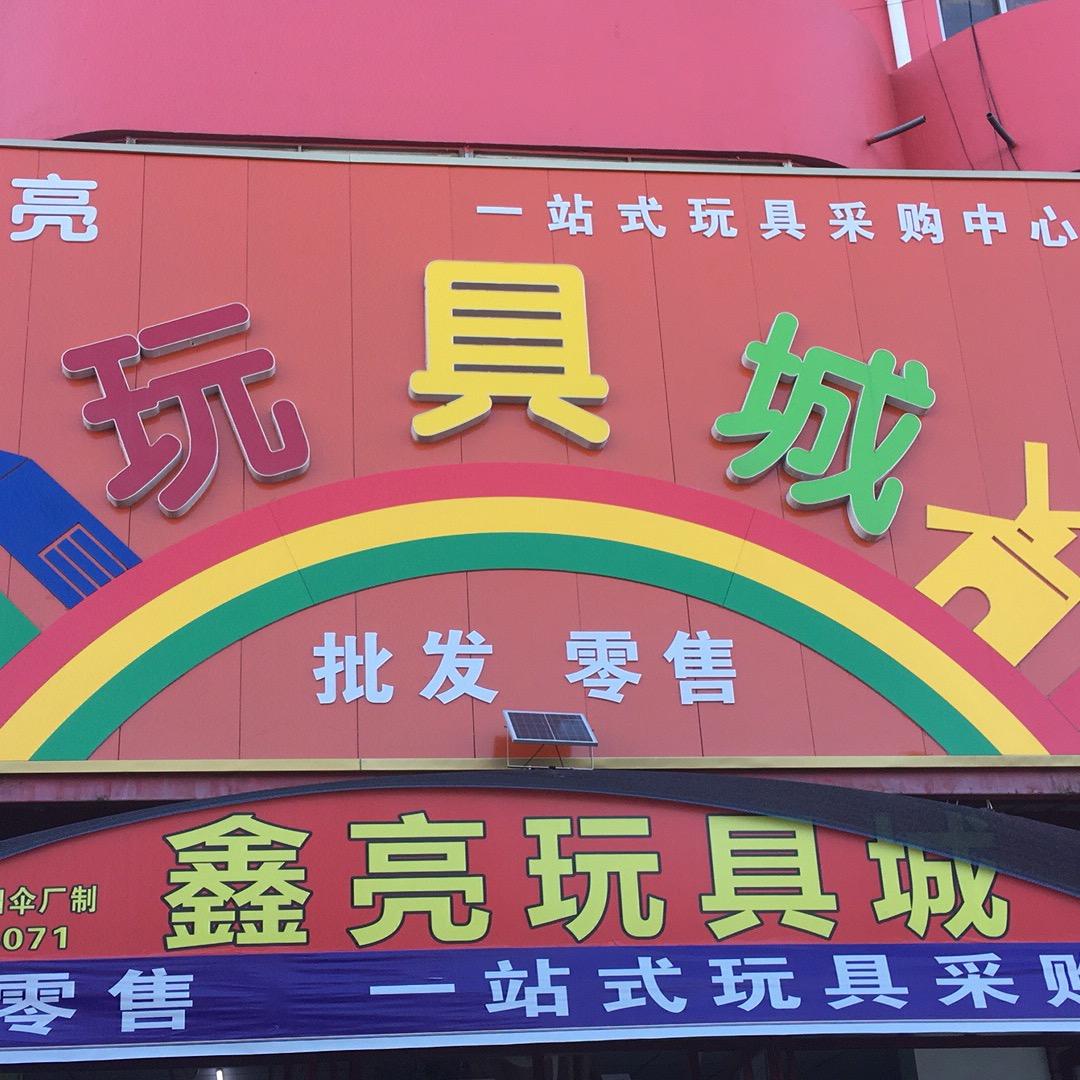 亮
一站式玩具采购中心
玩具城
批发 零售
鑫亮玩具城
伞厂制
071
零售 一站式玩具采购